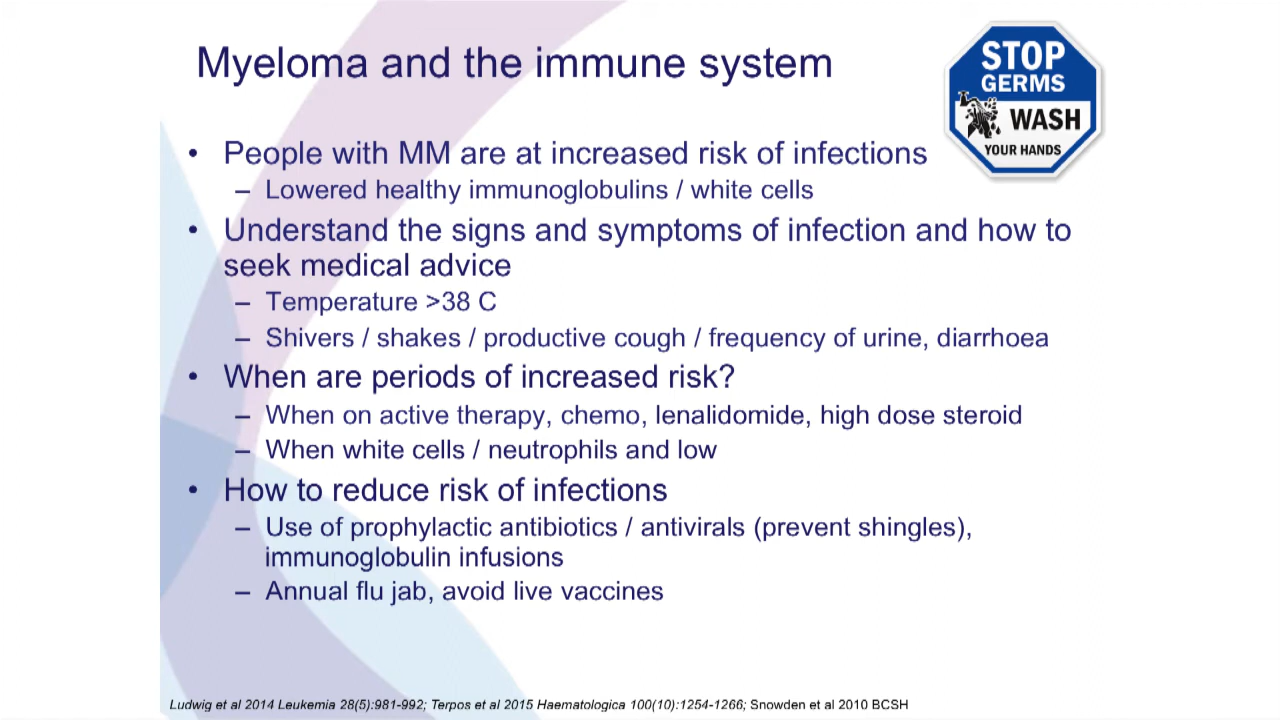 Myeloma and the immune system
STOP
GERMS
WASH
YOUR HANDS
• People with MM are at increased risk of infections
– Lowered healthy immunoglobulins / white cells
• Understand the signs and symptoms of infection and how to
seek medical advice
– Temperature >38 C
– Shivers / shakes / productive cough / frequency of urine, diarrhoea
• When are periods of increased risk?
– When on active therapy, chemo, lenalidomide, high dose steroid
– When white cells / neutrophils and low
• How to reduce risk of infections
– Use of prophylactic antibiotics / antivirals (prevent shingles),
immunoglobulin infusions
– Annual flu jab, avoid live vaccines
Ludwig et al 2014 Leukemia 28(5):981-992; Terpos et al 2015 Haematologica 100(10):1254-1266; Snowden et al 2010 BCSH